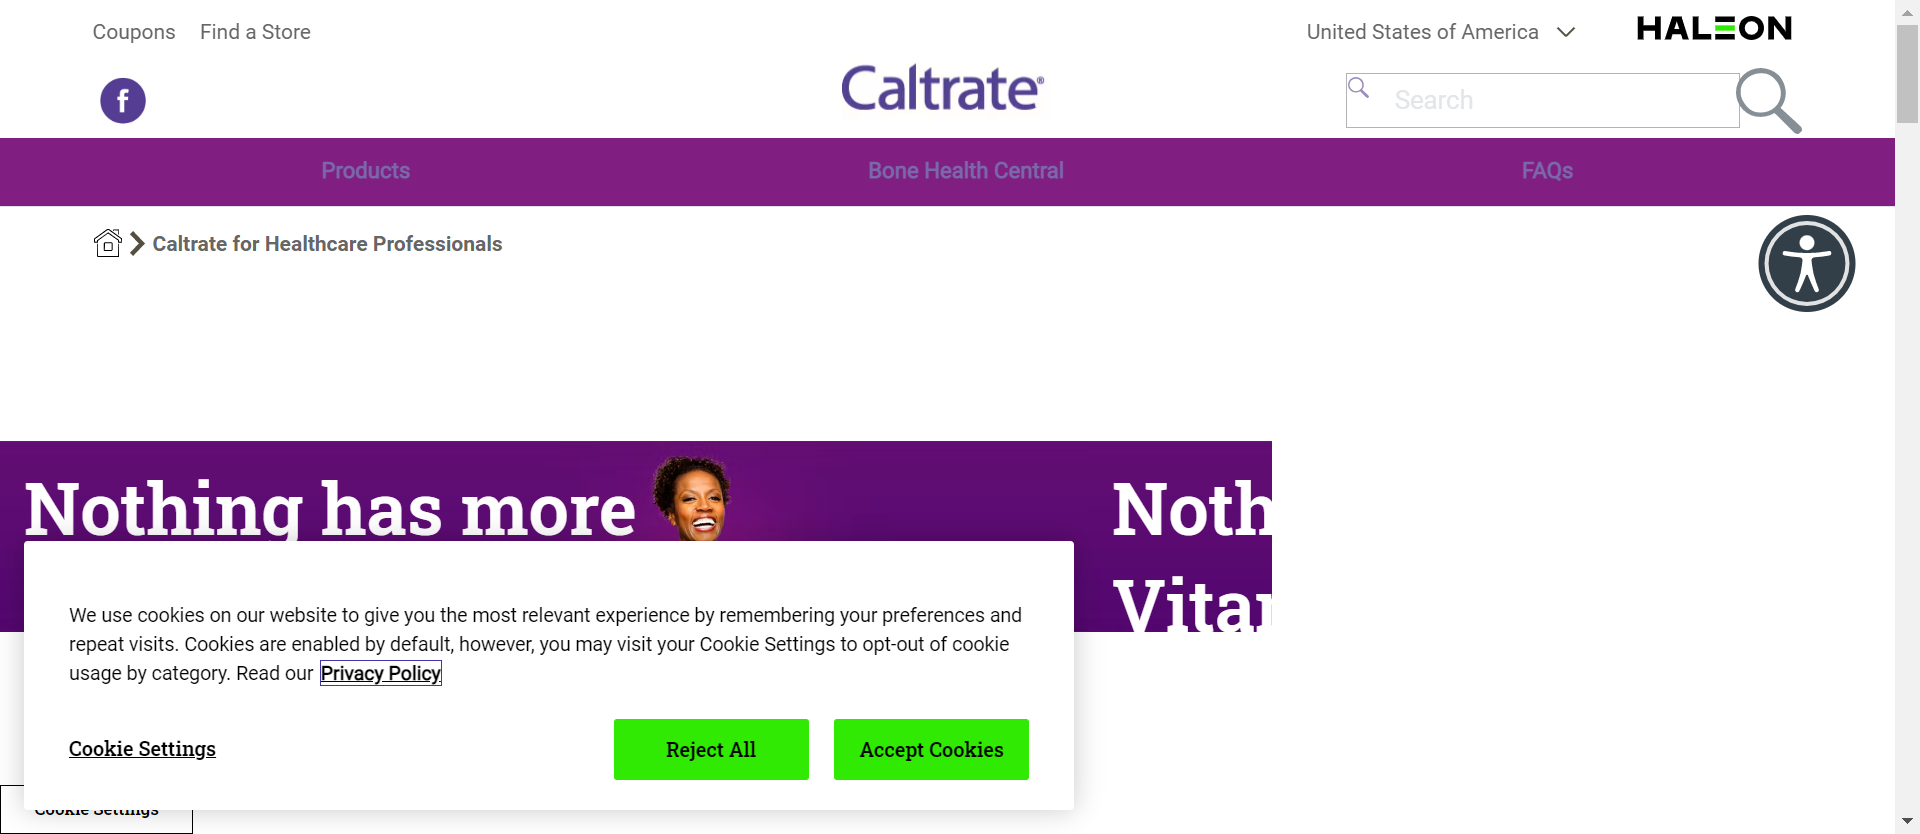 Coupons Find a Store United States of America HALEON
f Caltrate® Search
Products Bone Health Central FAQs
Caltrate for Healthcare Professionals
Nothing has more
Noth
Vitar
We use cookies on our website to give you the most relevant experience by remembering your preferences and
repeat visits. Cookies are enabled by default, however, you may visit your Cookie Settings to opt-out of cookie
usage by category. Read our Privacy Policy
Cookie Settings Reject All Accept Cookies
Cookie Settings